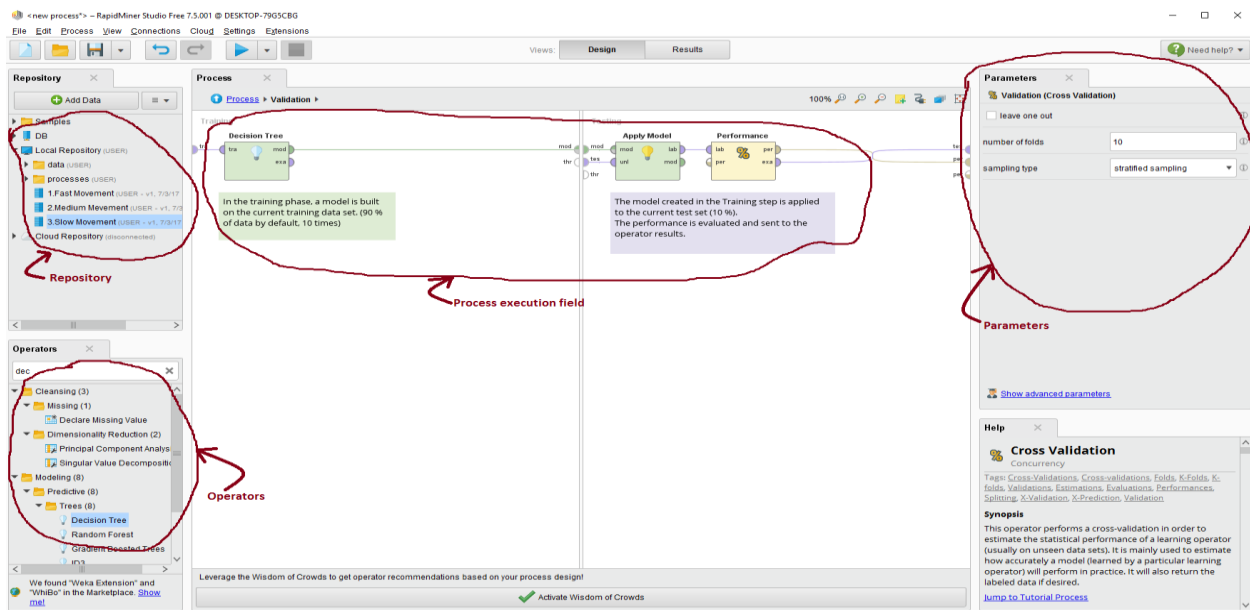 <new process*> – RapidMiner Studio Free 7.5.001 @ DESKTOP-79G5CBG
File Edit Process View Connections Cloud Settings Extensions
Views: Design Results Need help?
Repository
Add Data
Samples
DB
Local Repository (USER)
data (USER)
processes (USER)
1.Fast Movement (USER - v1, 7/3/17
2.Medium Movement (USER - v1, 7/3
3.Slow Movement (USER - v1, 7/3/17
Cloud Repository (disconnected)
Repository
Operators
dec
Cleansing (3)
Missing (1)
Declare Missing Value
Dimensionality Reduction (2)
Principal Component Analys
Singular Value Decompositi
Modeling (8)
Predictive (8)
Trees (8)
Decision Tree
Random Forest
Gradient Boosted Trees
ID3
Operators
We found "Weka Extension" and
"WhiBo" in the Marketplace. Show
me!
Process
Process Validation
100%
Decision Tree
tra tra mod
exa
In the training phase, a model is built
on the current training data set. (90 %
of data by default, 10 times)
mod
thr
Apply Model Performance
mod mod lab lab per
tes unl mod per exa
thr
tes
per
The model created in the Training step is applied
to the current test set (10 %).
The performance is evaluated and sent to the
operator results.
Process execution field
Leverage the Wisdom of Crowds to get operator recommendations based on your process design!
Activate Wisdom of Crowds
Parameters
Validation (Cross Validation)
leave one out
number of folds 10
sampling type stratified sampling
Parameters
Show advanced parameters
Help
Cross Validation
Concurrency
Tags: Cross-Validations, Cross-validations, Folds, K-Folds, K-
folds, Validations, Estimations, Evaluations, Performances,
Splitting, X-Validation, X-Prediction, Validation
Synopsis
This operator performs a cross-validation in order to
estimate the statistical performance of a learning operator
(usually on unseen data sets). It is mainly used to estimate
how accurately a model (learned by a particular learning
operator) will perform in practice. It will also return the
labeled data if desired.
Jump to Tutorial Process